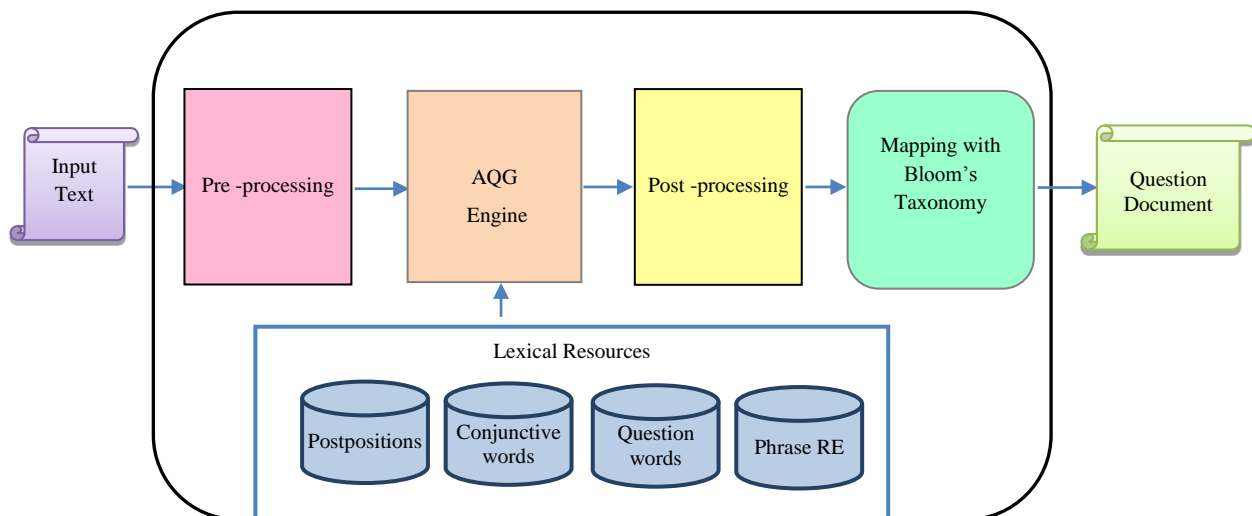 Input
Text
Pre -processing
AQG
Engine
Post -processing
Mapping with
Bloom’s
Taxonomy
Question
Document
Lexical Resources
Postpositions
Conjunctive
words
Question
words
Phrase RE